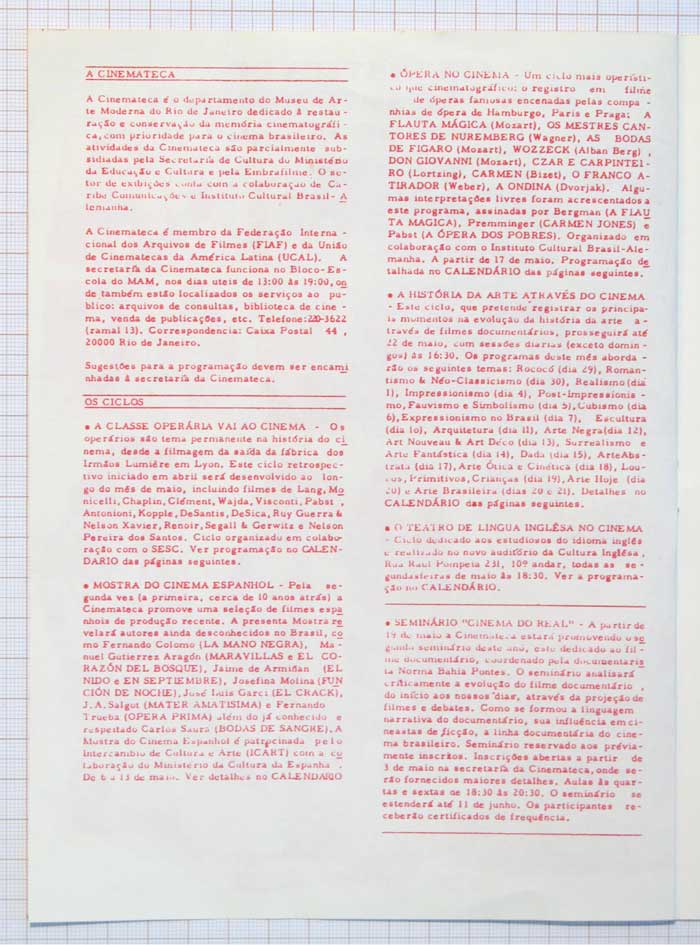 A CINEMATECA
A Cinemateca é o departamento do Museu de Ar-
te Moderna do Rio de Janeiro dedicado à restau-
ração e conservação da memória cinematográfi-
ca, com prioridade para o cinema brasileiro. As
atividades da Cinemateca são parcialmente sub-
sidiadas pela Secretaria de Cultura do Ministério
da Educação e Cultura e pela Embrafilme. O se-
tor de exibições conta com a colaboração de Ca-
ribe Comunicações e Instituto Cultural Brasil- A
lemanha.
A Cinemateca é membro da Federação Interna -
cional dos Arquivos de Filmes (FIAF) e da União
de Cinematecas da América Latina (UCAL). A
secretaría da Cinemateca funciona no Bloco-Es-
cola do MAM, nos dias uteis de 13:00 às 19:00, on
de também estão localizados os serviços ao pu-
blico: arquivos de consultas, biblioteca de cine -
ma, venda de publicações, etc. Telefone:220-3622
(ramal 13). Correspondencia: Caixa Postal 44 ,
20000 Rio de Janeiro.
Sugestões para a programação devem ser encami
nhadas à secretaría da Cinemateca.
OS CICLOS
• A CLASSE OPERÁRIA VAI AO CINEMA - Os
operários são tema permanente na história do ci
nema, desde a filmagem da saída da fábrica dos
Irmãos Lumière em Lyon. Este ciclo retrospec-
tivo iniciado em abril será desenvolvido ao lon-
go do mês de maio, incluindo filmes de Lang, Mo
nicelli, Chaplin, Clément, Wajda, Visconti, Pabst ,
Antonioni, Kopple, DeSantis, DeSica, Ruy Guerra &
Nelson Xavier, Renoir, Segall & Gerwitz e Nelson
Pereira dos Santos. Ciclo organizado em colabo-
ração com o SESC. Ver programação no CALEN-
DARIO das páginas seguintes.
• MOSTRA DO CINEMA ESPANHOL - Pela se-
gunda vez (a primeira, cerca de 10 anos atrás) a
Cinemateca promove uma seleção de filmes espa
nhois de produção recente. A presenta Mostra re
velará autores ainda desconhecidos no Brasil, co
mo Fernando Colomo (LA MANO NEGRA), Ma -
nuel Gutierrez Aragón (MARAVILLAS e EL CO-
RAZÓN DEL BOSQUE), Jaime de Armiñan (EL
NIDO e EN SEPTIEMBRE), Josefina Molina (FUN
CIÓN DE NOCHE), José Luis Garci (EL CRACK),
J. A. Salgot (MATER AMATISIMA) e Fernando
Trueba (OPERA PRIMA) além do já conhecido e
respeitado Carlos Saura (BODAS DE SANGRE). A
Mostra do Cinema Espanhol é patrocinada pelo
Intercambio de Cultura e Arte (ICART) com a co
laboração do Ministério da Cultura da Espanha .
De 6 a 13 de maio. Ver detalhes no CALENDARIO
• ÓPERA NO CINEMA - Um ciclo mais operísti-
co que cinematográfico: o registro em filme
de óperas famosas encenadas pelas compa -
nhias de ópera de Hamburgo, Paris e Praga: A
FLAUTA MÁGICA (Mozart), OS MESTRES CAN-
TORES DE NUREMBERG (Wagner), AS BODAS
DE FIGARO (Mozart), WOZZECK (Alban Berg) ,
DON GIOVANNI (Mozart), CZAR E CARPINTEI-
RO (Lortzing), CARMEN (Bizet), O FRANCO A-
TIRADOR (Weber), A ONDINA (Dvorjak). Algu-
mas interpretações livres foram acrescentados a
este programa, assinadas por Bergman (A FLAU
TA MAGICA), Premminger (CARMEN JONES) e
Pabst (A ÓPERA DOS POBRES). Organizado em
colaboração com o Instituto Cultural Brasil-Ale-
manha. A partir de 17 de maio. Programação de
talhada no CALENDÁRIO das páginas seguintes.
• A HISTÓRIA DA ARTE ATRAVÉS DO CINEMA
- Este ciclo, que pretende registrar os principa-
is momentos na evolução da história da arte a-
través de filmes documentários, prosseguirá até
22 de maio, com sessões diarias (exceto domin-
gos) às 16:30. Os programas deste mês aborda -
rão os seguintes temas: Rococó (dia 29), Roman-
tismo & Néo-Classicismo (dia 30), Realismo (dia
1), Impressionismo (dia 4), Post-impressionis -
mo, Fauvismo e Simbolismo (dia 5), Cubismo (dia
6), Expressionismo no Brasil (dia 7), Escultura
(dia 10), Arquitetura (dia 11), Arte Negra(dia 12),
Art Nouveau & Art Déco (dia 13), Surrealismo e
Arte Fantástica (dia 14), Dada (dia 15), ArteAbs-
trata (dia 17), Arte Ótica e Cinética (dia 18), Lou-
cos, Primitivos, Crianças (dia 19), Arte Hoje (dia
20) e Arte Brasileira (dias 20 e 21). Detalhes no
CALENDÁRIO das páginas seguintes.
• O TEATRO DE LINGUA INGLÊSA NO CINEMA
- Ciclo dedicado aos estudiosos do idioma inglês
e realizado no novo auditório da Cultura Inglêsa ,
Rua Raul Pompeia 231, 10º andar, todas as se -
gundasfeiras de maio às 18:30. Ver a programa-
ção no CALENDÁRIO.
• SEMINÁRIO "CINEMA DO REAL" - A partir de
19 de maio a Cinemateca estará promovendo o se
gundo seminário deste ano, este dedicado ao fil-
me documentário, coordenado pela documentaris
ta Norma Bahia Pontes. O seminário analisará
críticamente a evolução do filme documentário ,
do início aos nossos dias, através da projeção de
filmes e debates. Como se formou a linguagem
narrativa do documentário, sua influência em ci-
neastas de ficção, a linha documentária do cine-
ma brasileiro. Seminário reservado aos prévia-
mente inscritos. Inscrições abertas a partir de
3 de maio na secretaría da Cinemateca, onde se-
rão fornecidos maiores detalhes. Aulas às quar-
tas e sextas de 18:30 às 20:30. O seminário se
estenderá até 11 de junho. Os participantes re-
ceberão certificados de frequência.